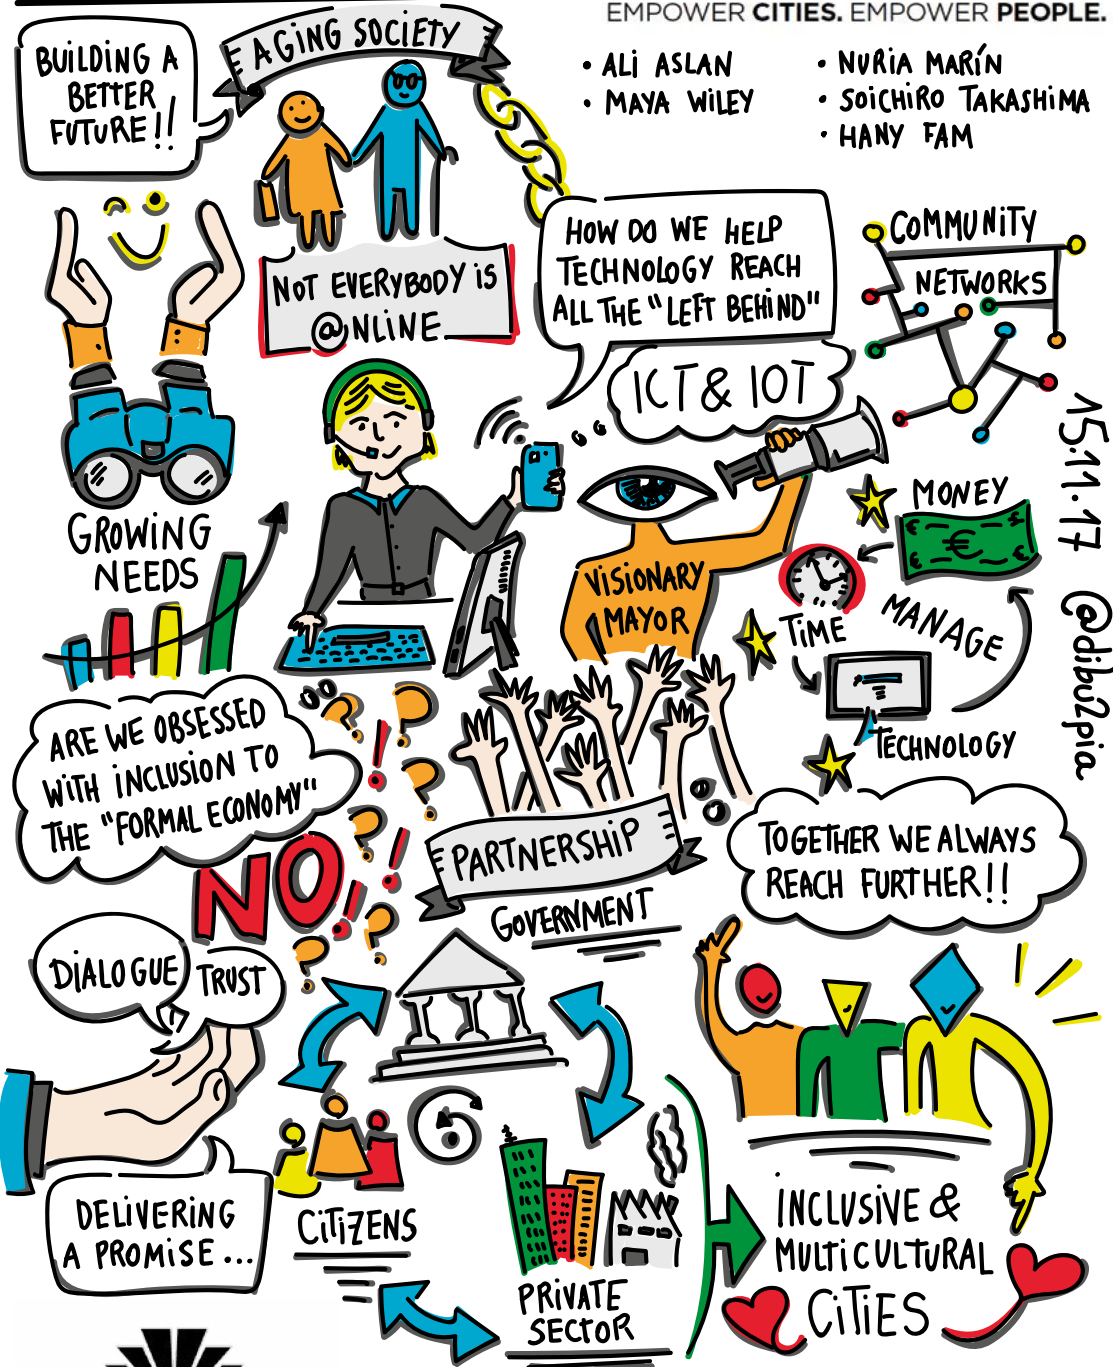 EMPOWER CITIES. EMPOWER PEOPLE.
BUILDING A
BETTER
FUTURE!!
AGING SOCIETY
• ALI ASLAN
• MAYA WILEY
• NURIA MARÍN
• SOICHIRO TAKASHIMA
• HANY FAM
NOT EVERYBODY IS
@NLINE
HOW DO WE HELP
TECHNOLOGY REACH
ALL THE "LEFT BEHIND"
ICT & IOT
COMMUNITY
NETWORKS
15.11.17 @dibu2pia
GROWING
NEEDS
VISIONARY
MAYOR
MONEY
€
TIME
MANAGE
TECHNOLOGY
ARE WE OBSESSED
WITH INCLUSION TO
THE "FORMAL ECONOMY"
NO!
PARTNERSHIP
TOGETHER WE ALWAYS
REACH FURTHER!!
GOVERNMENT
DIALOGUE
TRUST
DELIVERING
A PROMISE...
CITIZENS
PRIVATE
SECTOR
INCLUSIVE &
MULTICULTURAL
CITIES